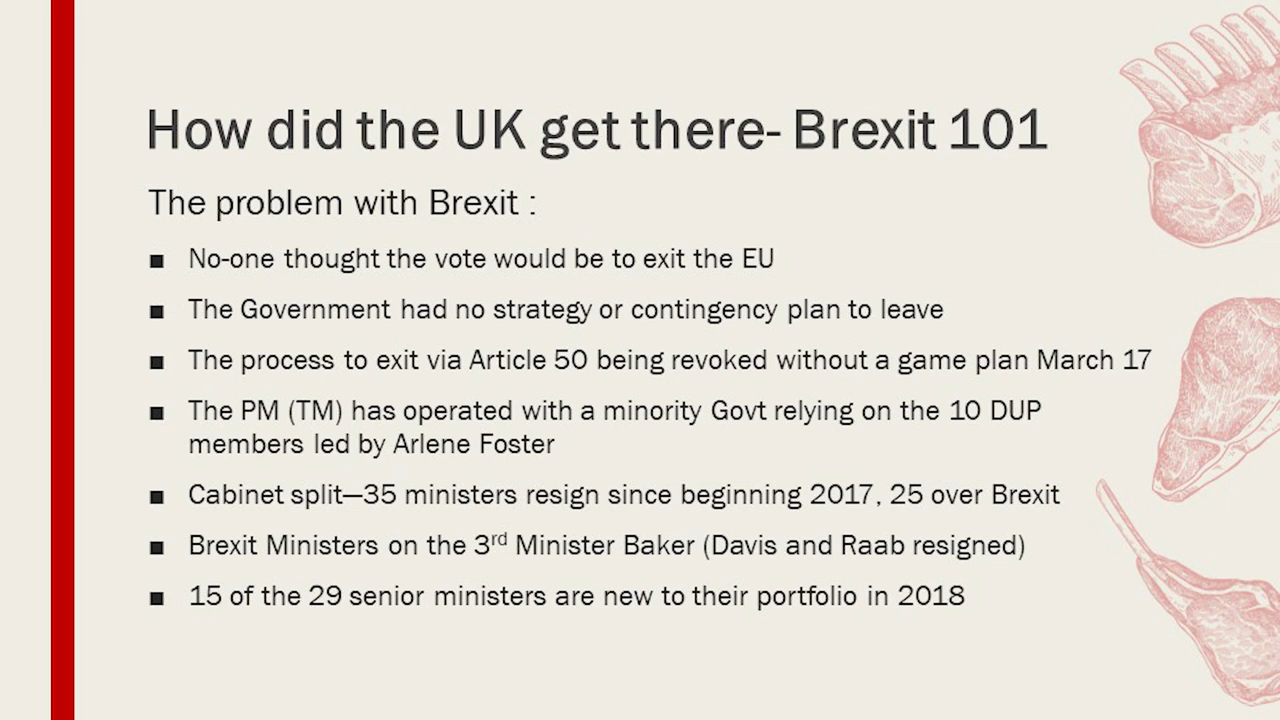 How did the UK get there- Brexit 101
The problem with Brexit :
■ No-one thought the vote would be to exit the EU
■ The Government had no strategy or contingency plan to leave
■ The process to exit via Article 50 being revoked without a game plan March 17
■ The PM (TM) has operated with a minority Govt relying on the 10 DUP
members led by Arlene Foster
■ Cabinet split—35 ministers resign since beginning 2017, 25 over Brexit
■ Brexit Ministers on the 3rd Minister Baker (Davis and Raab resigned)
■ 15 of the 29 senior ministers are new to their portfolio in 2018